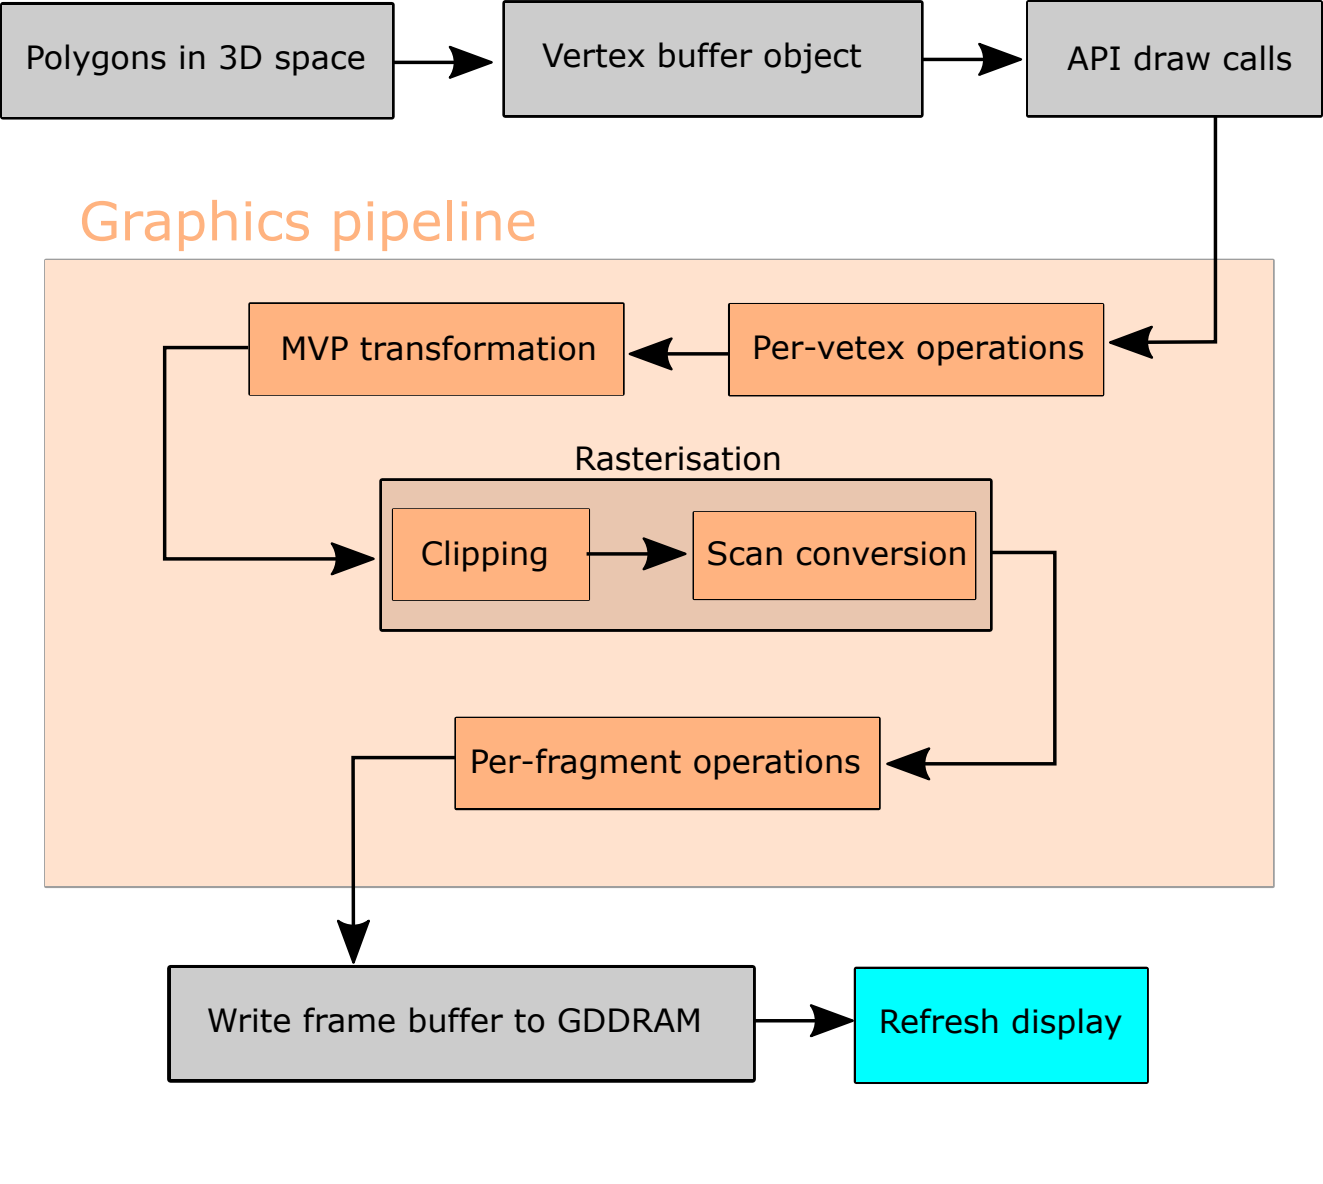 Polygons in 3D space
Vertex buffer object
API draw calls
Graphics pipeline
Per-vetex operations
MVP transformation
Rasterisation
Clipping
Scan conversion
Per-fragment operations
Write frame buffer to GDDRAM
Refresh display